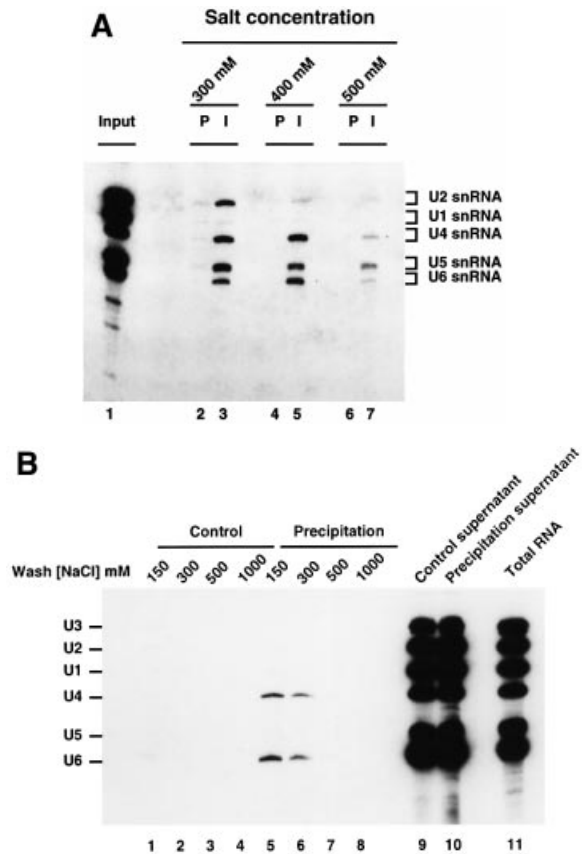 A
Salt concentration
300 mM 400 mM 500 mM
Input P I P I P I
U2 snRNA
U1 snRNA
U4 snRNA
U5 snRNA
U6 snRNA
1 2 3 4 5 6 7
B
Control Precipitation
Control supernatant
Precipitation supernatant
Total RNA
Wash [NaCl] mM 150 300 500 1000 150 300 500 1000
U3
U2
U1
U4
U5
U6
1 2 3 4 5 6 7 8 9 10 11